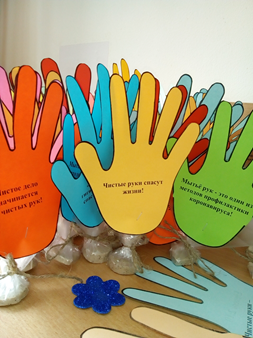 Чистое дело
начинается
чистых рук!
Чистые руки спасут
жизни!
Мытьё рук - это один из
методов профилактики
коронавируса!